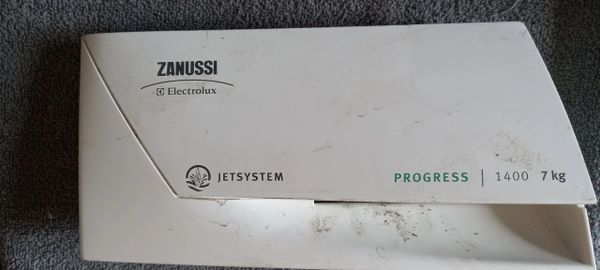 ZANUSSI
Electrolux
JETSYSTEM
PROGRESS | 1400 7 kg